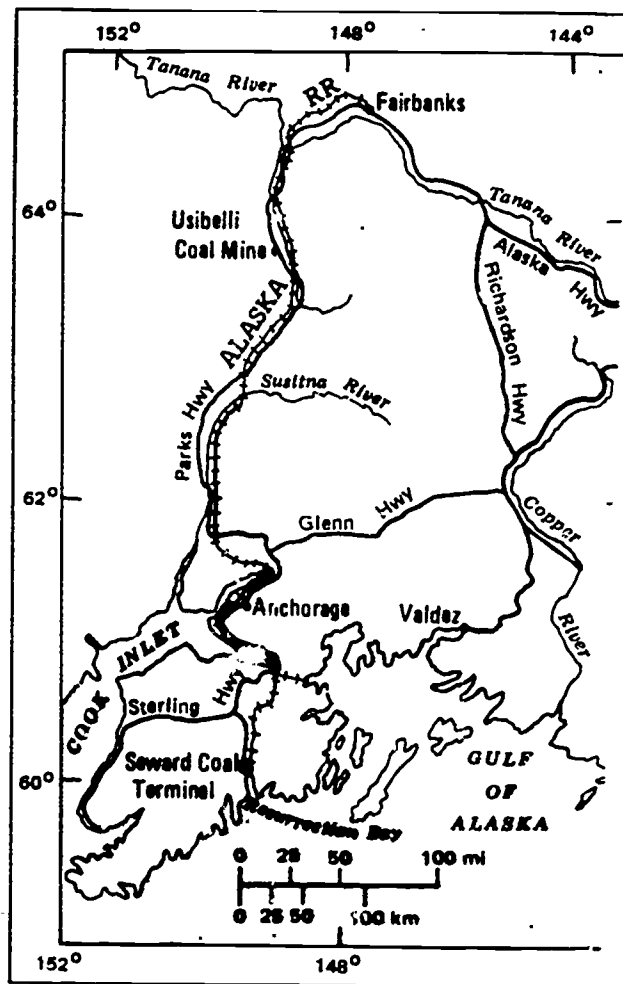 152° 148° 144°
Tanana River
RR
Fairbanks
64°
Usibelli
Coal Mine
Tanana River
Alaska Hwy
Richardson Hwy
ALASKA
Parks Hwy
Susitna River
62°
Glenn Hwy
Copper River
Anchorage
Valdez
COOK INLET
Sterling Hwy
60°
Seward Coal
Terminal
Resurrection Bay
GULF
OF
ALASKA
0 25 50 100 mi
0 25 50 100 km
152° 148°